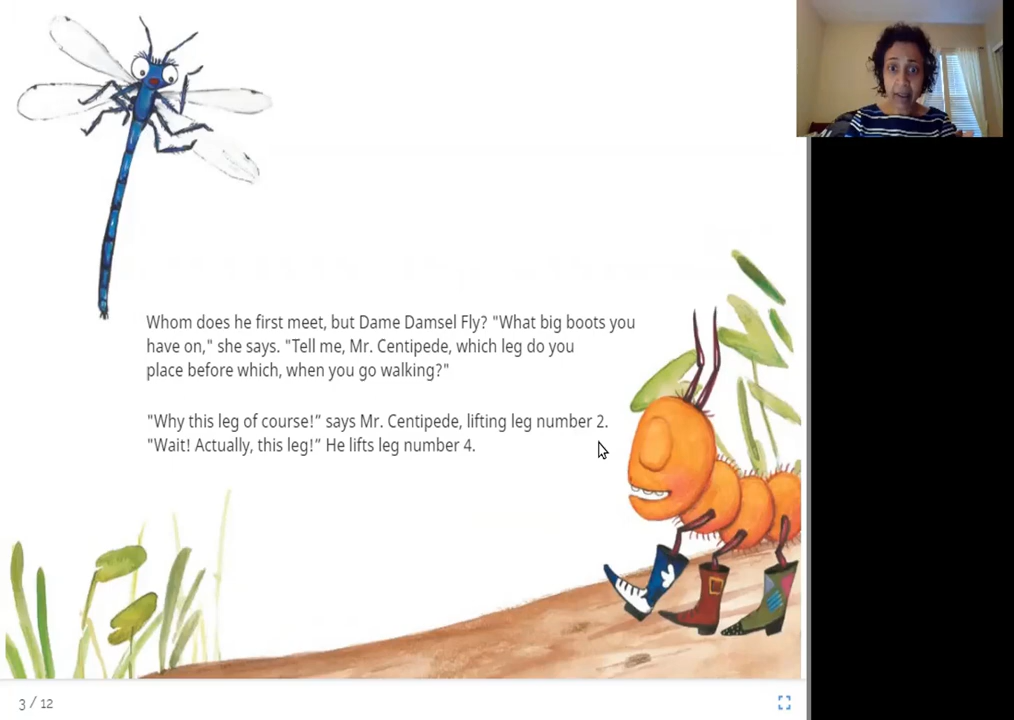 Whom does he first meet, but Dame Damsel Fly? "What big boots you
have on," she says. "Tell me, Mr. Centipede, which leg do you
place before which, when you go walking?"
"Why this leg of course!” says Mr. Centipede, lifting leg number 2.
"Wait! Actually, this leg!” He lifts leg number 4.
3 / 12